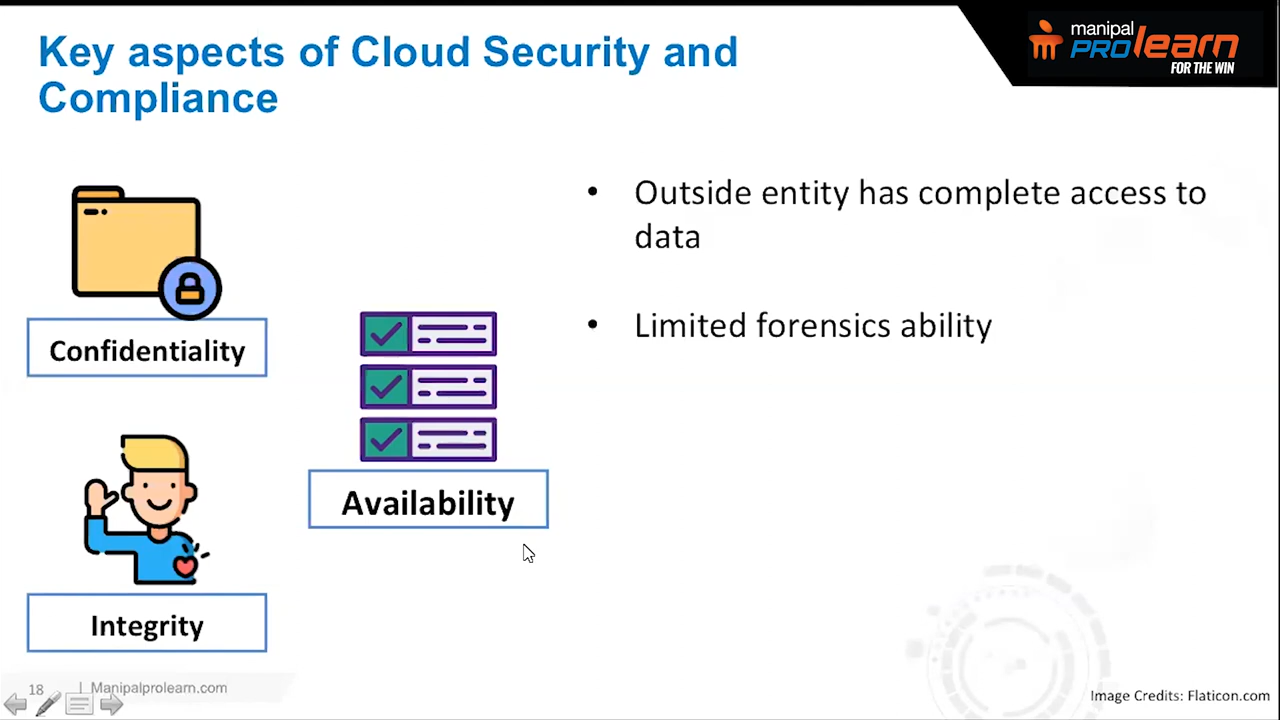 Key aspects of Cloud Security and
Compliance
manipal
PROlearn
FOR THE WIN
Confidentiality
Integrity
Availability
• Outside entity has complete access to
data
• Limited forensics ability
18 | Manipalprolearn.com
Image Credits: Flaticon.com